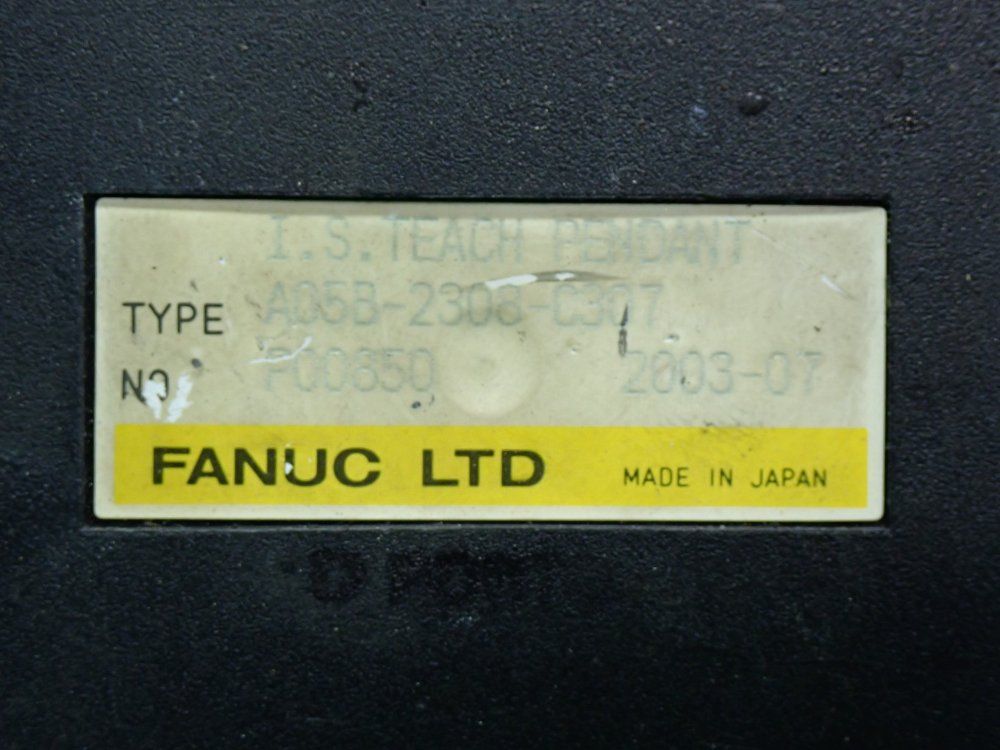 I.S.TEACH PENDANT
TYPE A05B-2308-C307
NO P00850 2003-07
FANUC LTD MADE IN JAPAN